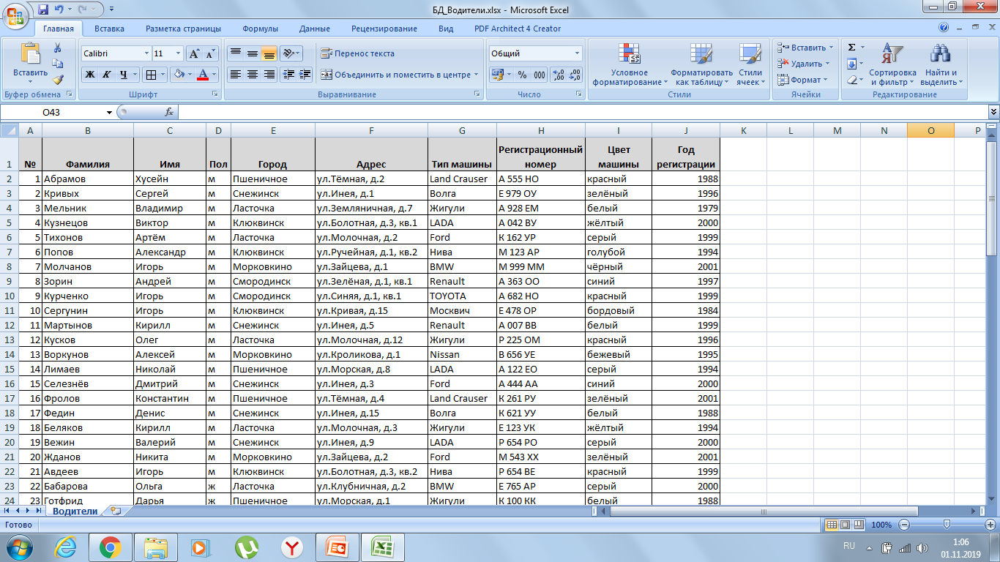 БД_Водители.xlsx - Microsoft Excel
Главная Вставка Разметка страницы Формулы Данные Рецензирование Вид PDF Architect 4 Creator
Вставить
Буфер обмена
Calibri 11
Ж К Ч А
Шрифт
Перенос текста
Объединить и поместить в центре
Выравнивание
Общий
% 000
Число
Условное форматирование
Форматировать как таблицу
Стили ячеек
Стили
Вставить
Удалить
Формат
Ячейки
Σ
Сортировка и фильтр
Найти и выделить
Редактирование
O43 fx
A B C D E F G H I J K L M N O P
1 № Фамилия Имя Пол Город Адрес Тип машины Регистрационный номер Цвет машины Год регистрации
2 1 Абрамов Хусейн м Пшеничное ул.Тёмная, д.2 Land Crauser А 555 НО красный 1988
3 2 Кривых Сергей м Снежинск ул.Инея, д.1 Волга Е 979 ОУ зелёный 1996
4 3 Мельник Владимир м Ласточка ул.Земляничная, д.7 Жигули А 928 ЕМ белый 1979
5 4 Кузнецов Виктор м Клюквинск ул.Болотная, д.3, кв.1 LADA А 042 ВУ жёлтый 2000
6 5 Тихонов Артём м Ласточка ул.Молочная, д.2 Ford К 162 УР серый 1999
7 6 Попов Александр м Клюквинск ул.Ручейная, д.1, кв.2 Нива М 123 АР голубой 1994
8 7 Молчанов Игорь м Морковкино ул.Зайцева, д.1 BMW М 999 ММ чёрный 2001
9 8 Зорин Андрей м Смородинск ул.Зелёная, д.1, кв.1 Renault А 363 ОО синий 1997
10 9 Курченко Игорь м Смородинск ул.Синяя, д.1, кв.1 TOYOTA А 682 НО красный 1999
11 10 Сергунин Игорь м Клюквинск ул.Кривая, д.15 Москвич Е 478 ОР бордовый 1984
12 11 Мартынов Кирилл м Снежинск ул.Инея, д.5 Renault А 007 ВВ белый 1999
13 12 Кусков Олег м Ласточка ул.Молочная, д.12 Жигули Р 225 ОМ красный 1996
14 13 Воркунов Алексей м Морковкино ул.Кроликова, д.1 Nissan В 656 УЕ бежевый 1995
15 14 Лимаев Николай м Пшеничное ул.Морская, д.8 LADA А 122 ЕО серый 1994
16 15 Селезнёв Дмитрий м Снежинск ул.Инея, д.3 Ford А 444 АА синий 2000
17 16 Фролов Константин м Пшеничное ул.Тёмная, д.4 Land Crauser К 261 РУ зелёный 2001
18 17 Федин Денис м Снежинск ул.Инея, д.15 Волга К 621 УУ белый 1988
19 18 Беляков Кирилл м Ласточка ул.Молочная, д.3 Жигули Е 123 УК жёлтый 1994
20 19 Вежин Валерий м Снежинск ул.Инея, д.9 LADA Р 654 РО серый 2000
21 20 Жданов Никита м Морковкино ул.Зайцева, д.2 Ford М 543 ХХ зелёный 2001
22 21 Авдеев Игорь м Клюквинск ул.Болотная, д.3, кв.2 Нива Р 654 ВЕ красный 1999
23 22 Бабарова Ольга ж Ласточка ул.Клубничная, д.2 BMW Е 765 АР серый 2000
24 23 Готфрид Дарья ж Пшеничное ул.Морская, д.1 Жигули К 100 КК белый 1988
Водители
Готово 100%
RU 1:06
01.11.2019